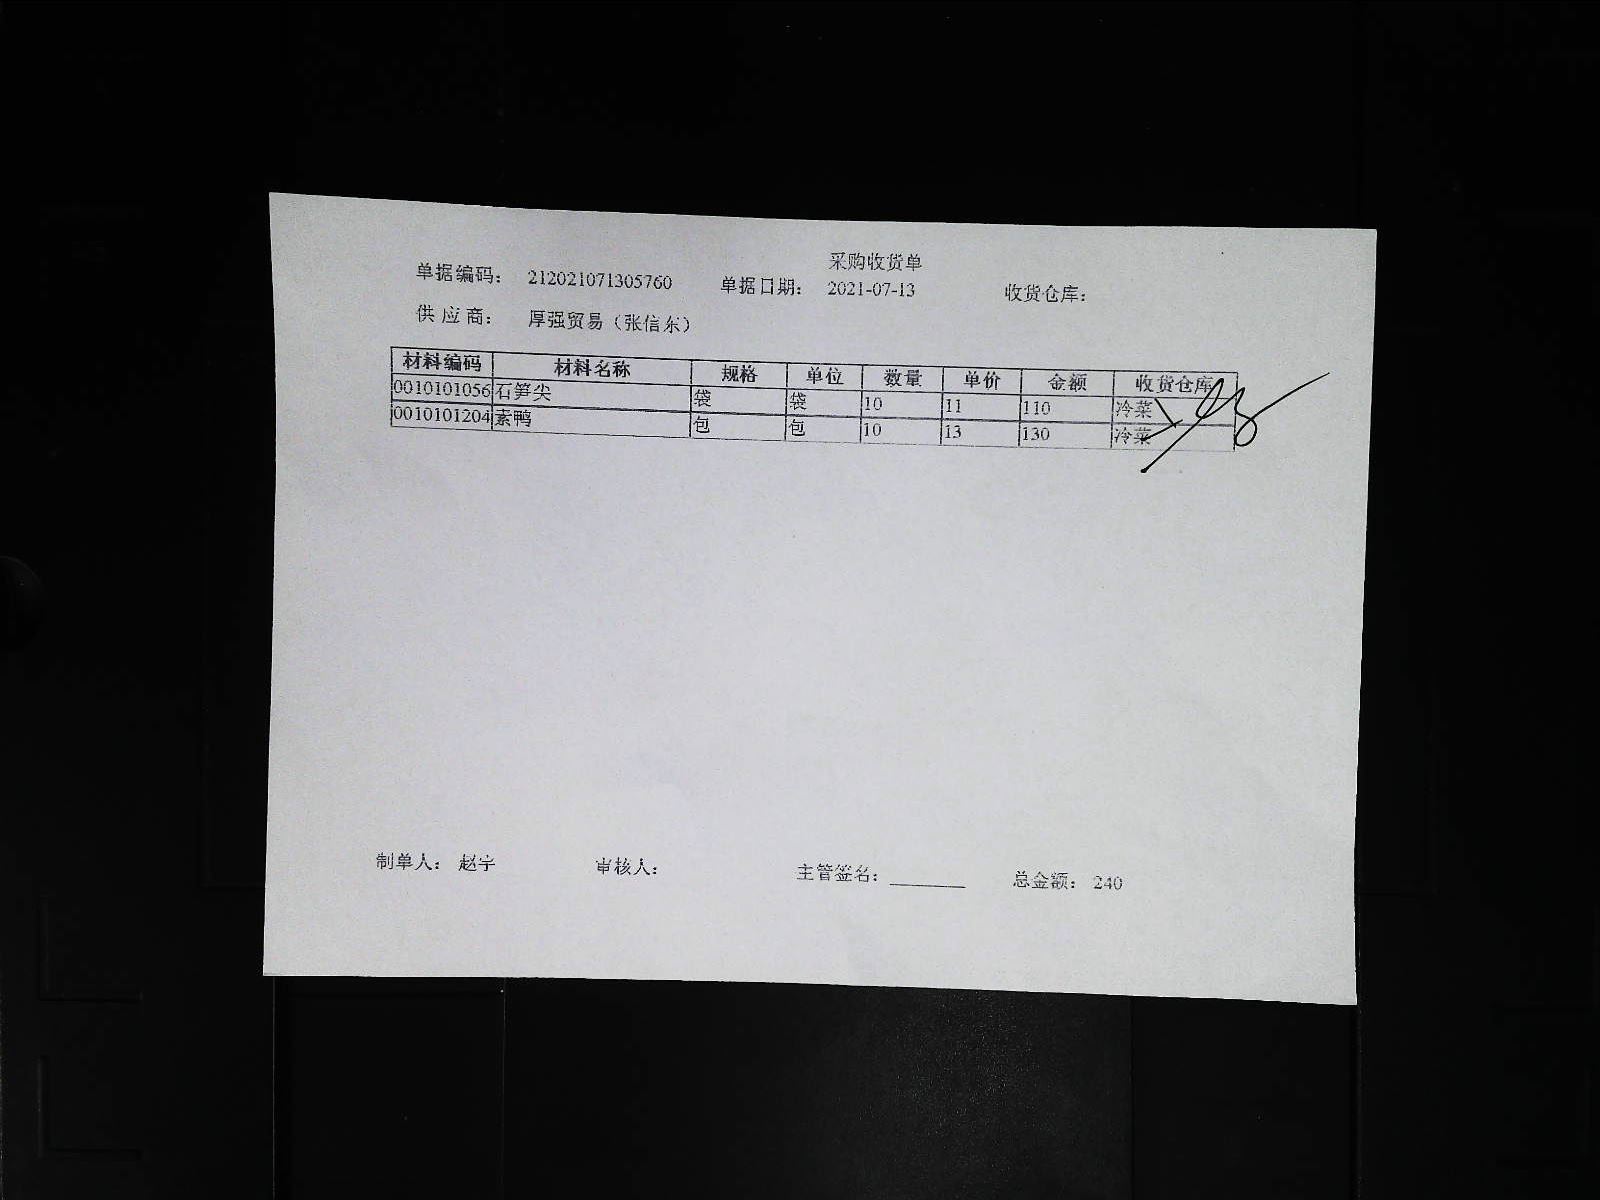 采购收货单
单据编码： 212021071305760 单据日期： 2021-07-13 收货仓库：
供 应 商： 厚强贸易（张信东）
材料编码 材料名称 规格 单位 数量 单价 金额 收货仓库
0010101056 石笋尖 袋 袋 10 11 110 冷菜
0010101204 素鸭 包 包 10 13 130 冷菜
制单人： 赵宇 审核人： 主管签名： 总金额： 240